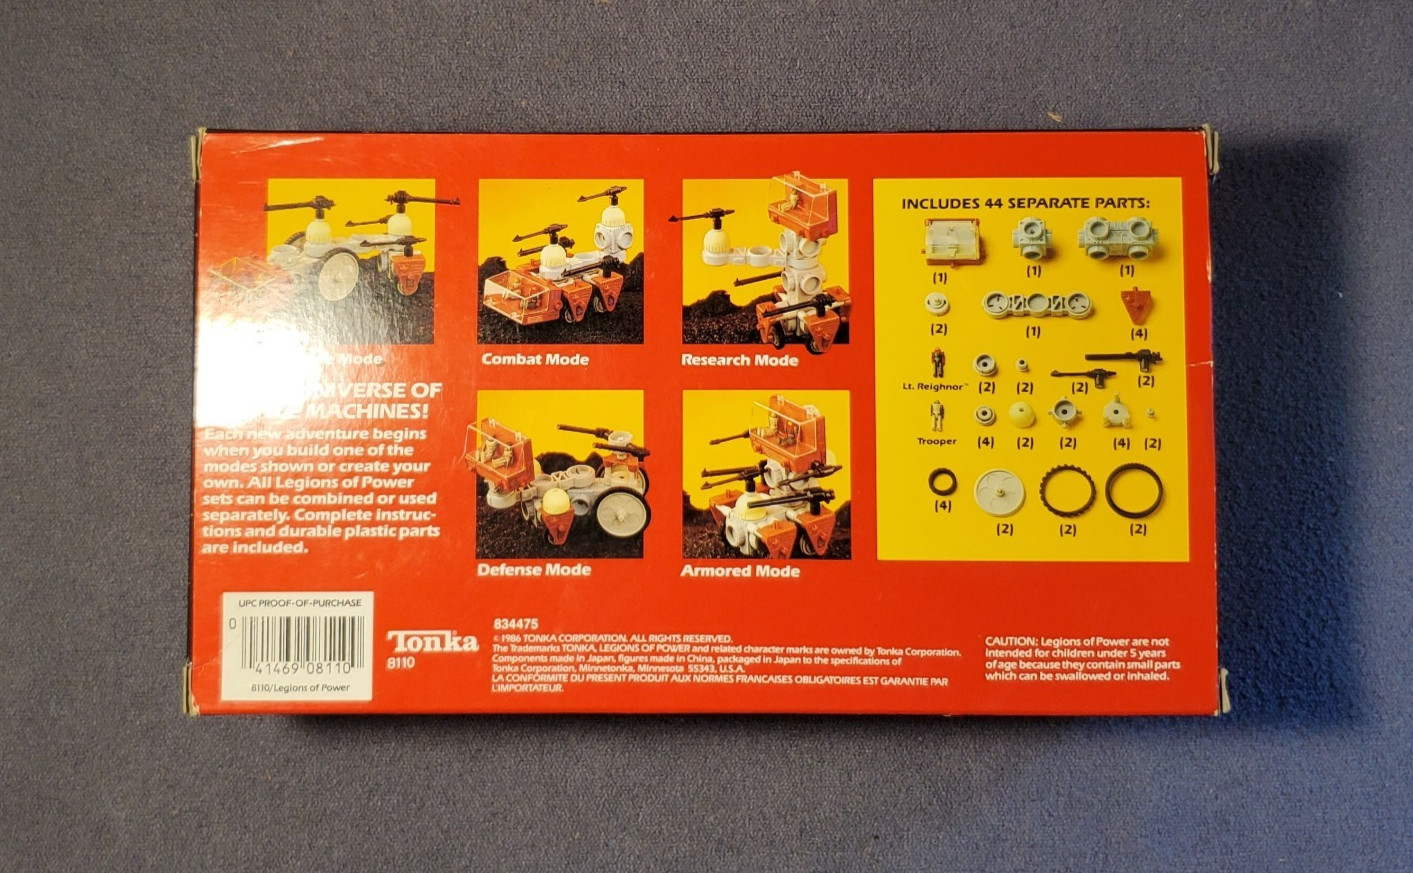 Mode
Combat Mode
Research Mode
UNIVERSE OF
MACHINES!
Each new adventure begins
when you build one of the
modes shown or create your
own. All Legions of Power
sets can be combined or used
separately. Complete instruc-
tions and durable plastic parts
are included.
Defense Mode
Armored Mode
INCLUDES 44 SEPARATE PARTS:
(1)
(1)
(1)
(2)
(1)
(4)
Lt. Reighnor™
(2)
(2)
(2)
(2)
Trooper
(4)
(2)
(2)
(4)
(2)
(4)
(2)
(2)
(2)
UPC PROOF-OF-PURCHASE
0
41469 08110
8110/Legions of Power
Tonka
8110
834475
© 1986 TONKA CORPORATION. ALL RIGHTS RESERVED.
The Trademarks TONKA, LEGIONS OF POWER and related character marks are owned by Tonka Corporation.
Components made in Japan, figures made in China, packaged in Japan to the specifications of
Tonka Corporation, Minnetonka, Minnesota 55343, U.S.A.
LA CONFORMITE DU PRESENT PRODUIT AUX NORMES FRANCAISES OBLIGATOIRES EST GARANTIE PAR
L'IMPORTATEUR.
CAUTION: Legions of Power are not
intended for children under 5 years
of age because they contain small parts
which can be swallowed or inhaled.